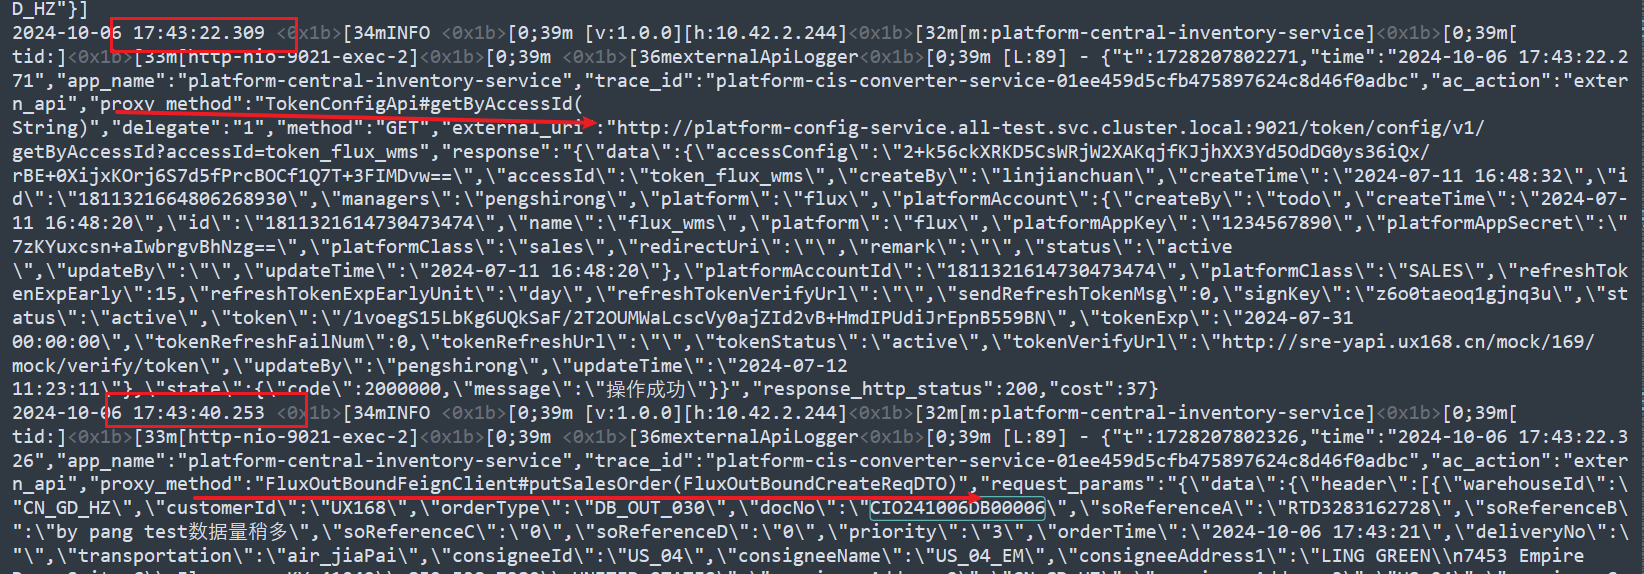 D_HZ"}]
2024-10-06 17:43:22.309 <0x1b>[34mINFO <0x1b>[0;39m [v:1.0.0][h:10.42.2.244]<0x1b>[32m[m:platform-central-inventory-service]<0x1b>[0;39m[
tid:]<0x1b>[33m[http-nio-9021-exec-2]<0x1b>[0;39m <0x1b>[36mexternalApiLogger<0x1b>[0;39m [L:89] - {"t":1728207802271,"time":"2024-10-06 17:43:22.2
71","app_name":"platform-central-inventory-service","trace_id":"platform-cis-converter-service-01ee459d5cfb475897624c8d46f0adbc","ac_action":"exter
n_api","proxy_method":"TokenConfigApi#getByAccessId(
String)","delegate":"1","method":"GET","external_uri":"http://platform-config-service.all-test.svc.cluster.local:9021/token/config/v1/
getByAccessId?accessId=token_flux_wms","response":"{\"data\":{\"accessConfig\":\"2+k56ckXRKD5CsWRjW2XAKqjfKJjhXX3Yd5OdDG0ys36iQx/
rBE+0XijxKOrj6S7d5fPrcBOCf1Q7T+3FIMDvw==\",\"accessId\":\"token_flux_wms\",\"createBy\":\"linjianchuan\",\"createTime\":\"2024-07-11 16:48:32\",\"i
d\":\"1811321664806268930\",\"managers\":\"pengshirong\",\"platform\":\"flux\",\"platformAccount\":{\"createBy\":\"todo\",\"createTime\":\"2024-07-
11 16:48:20\",\"id\":\"1811321614730473474\",\"name\":\"flux_wms\",\"platform\":\"flux\",\"platformAppKey\":\"1234567890\",\"platformAppSecret\":\"
7zKYuxcsn+aIwbrgvBhNzg==\",\"platformClass\":\"sales\",\"redirectUri\":\"\",\"remark\":\"\",\"status\":\"active
\",\"updateBy\":\"\",\"updateTime\":\"2024-07-11 16:48:20\"},\"platformAccountId\":\"1811321614730473474\",\"platformClass\":\"SALES\",\"refreshTok
enExpEarly\":15,\"refreshTokenExpEarlyUnit\":\"day\",\"refreshTokenVerifyUrl\":\"\",\"sendRefreshTokenMsg\":0,\"signKey\":\"z6o0taeoq1gjnq3u\",\"st
atus\":\"active\",\"token\":\"/1voegS15LbKg6UQkSaF/2T2OUMWaLcscVy0ajZId2vB+HmdIPUdiJrEpnB559BN\",\"tokenExp\":\"2024-07-31
00:00:00\",\"tokenRefreshFailNum\":0,\"tokenRefreshUrl\":\"\",\"tokenStatus\":\"active\",\"tokenVerifyUrl\":\"http://sre-yapi.ux168.cn/mock/169/
mock/verify/token\",\"updateBy\":\"pengshirong\",\"updateTime\":\"2024-07-12
11:23:11\"},\"state\":{\"code\":2000000,\"message\":\"操作成功\"}}","response_http_status":200,"cost":37}
2024-10-06 17:43:40.253 <0x1b>[34mINFO <0x1b>[0;39m [v:1.0.0][h:10.42.2.244]<0x1b>[32m[m:platform-central-inventory-service]<0x1b>[0;39m[
tid:]<0x1b>[33m[http-nio-9021-exec-2]<0x1b>[0;39m <0x1b>[36mexternalApiLogger<0x1b>[0;39m [L:89] - {"t":1728207802326,"time":"2024-10-06 17:43:22.3
26","app_name":"platform-central-inventory-service","trace_id":"platform-cis-converter-service-01ee459d5cfb475897624c8d46f0adbc","ac_action":"exter
n_api","proxy_method":"FluxOutBoundFeignClient#putSalesOrder(FluxOutBoundCreateReqDTO)","request_params":"{\"data\":{\"header\":[{\"warehouseId\":\
"CN_GD_HZ\",\"customerId\":\"UX168\",\"orderType\":\"DB_OUT_030\",\"docNo\":\"CIO241006DB00006\",\"soReferenceA\":\"RTD3283162728\",\"soReferenceB\
":\"by pang test数据量稍多\",\"soReferenceC\":\"0\",\"soReferenceD\":\"0\",\"priority\":\"3\",\"orderTime\":\"2024-10-06 17:43:21\",\"deliveryNo\":\
"\",\"transportation\":\"air_jiaPai\",\"consigneeId\":\"US_04\",\"consigneeName\":\"US_04_EM\",\"consigneeAddress1\":\"LING GREEN\\n7453 Empire